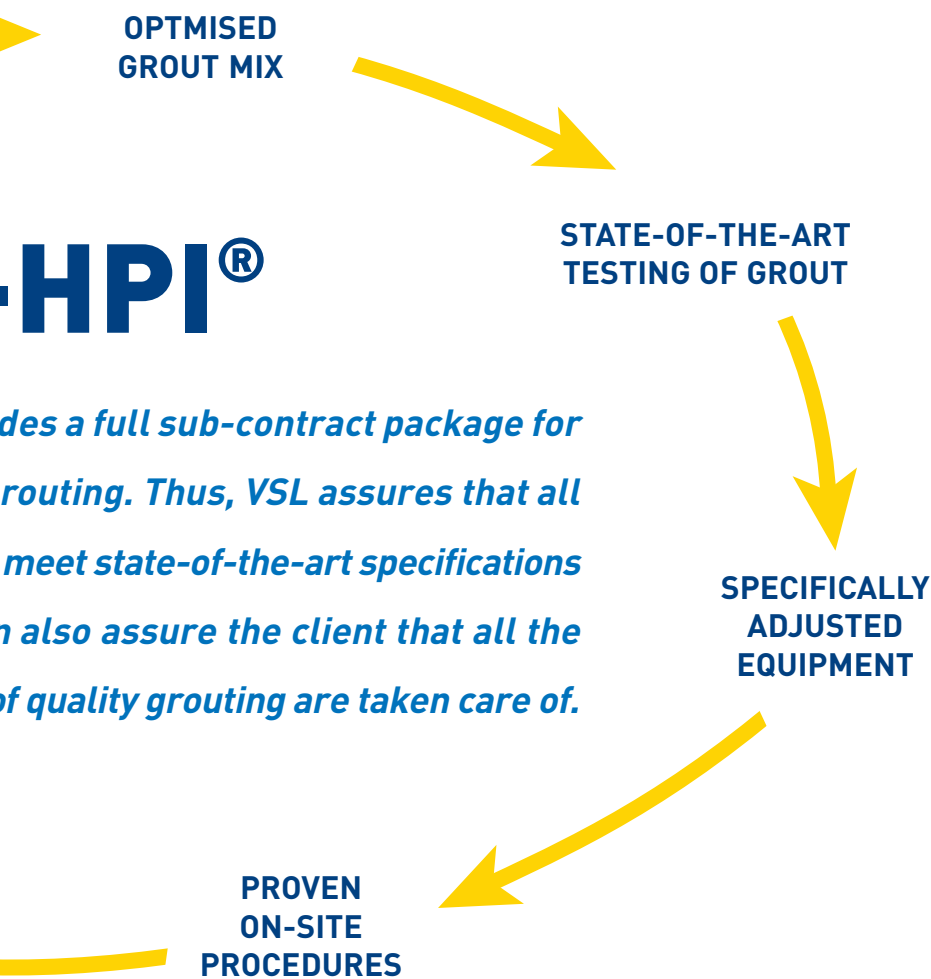 OPTMISED
GROUT MIX
STATE-OF-THE-ART
TESTING OF GROUT
-HPI®
des a full sub-contract package for
routing. Thus, VSL assures that all
meet state-of-the-art specifications
n also assure the client that all the
of quality grouting are taken care of.
SPECIFICALLY
ADJUSTED
EQUIPMENT
PROVEN
ON-SITE
PROCEDURES